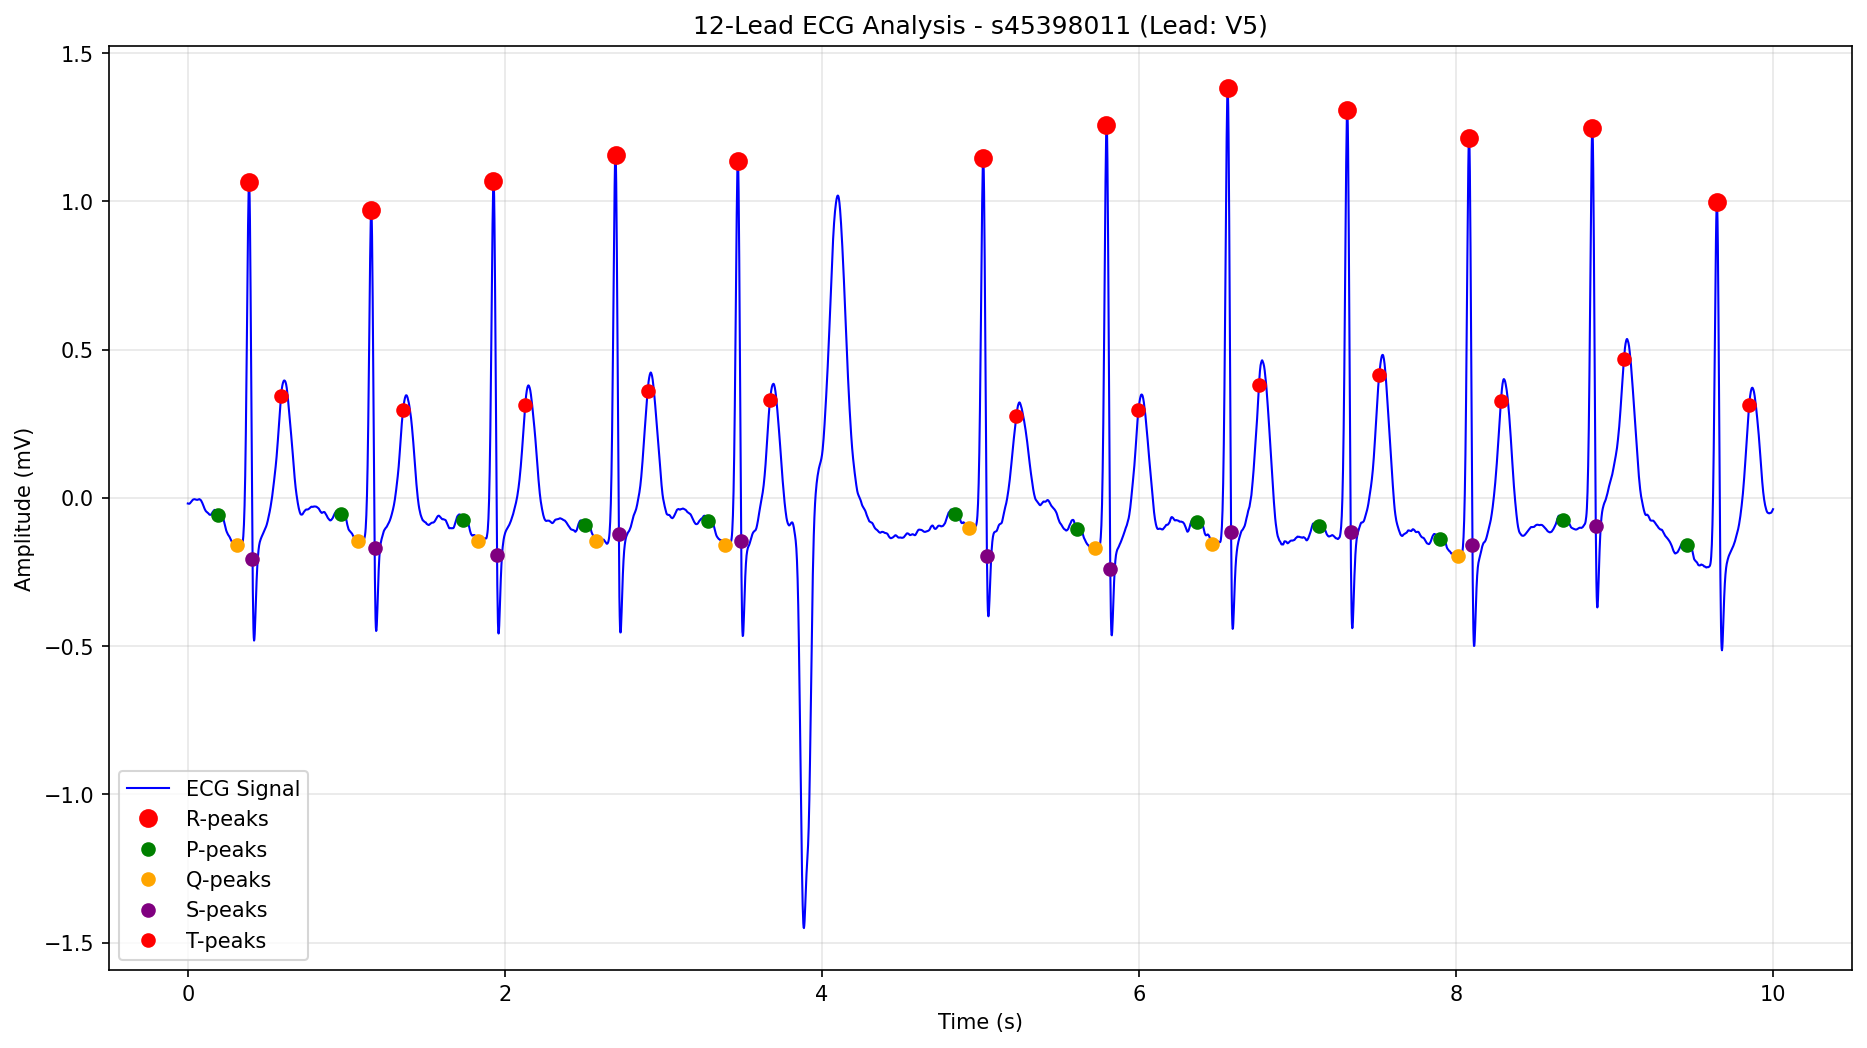 12-Lead ECG Analysis - s45398011 (Lead: V5)
Amplitude (mV)
1.5
1.0
0.5
0.0
−0.5
−1.0
−1.5
ECG Signal
R-peaks
P-peaks
Q-peaks
S-peaks
T-peaks
0 2 4 6 8 10
Time (s)